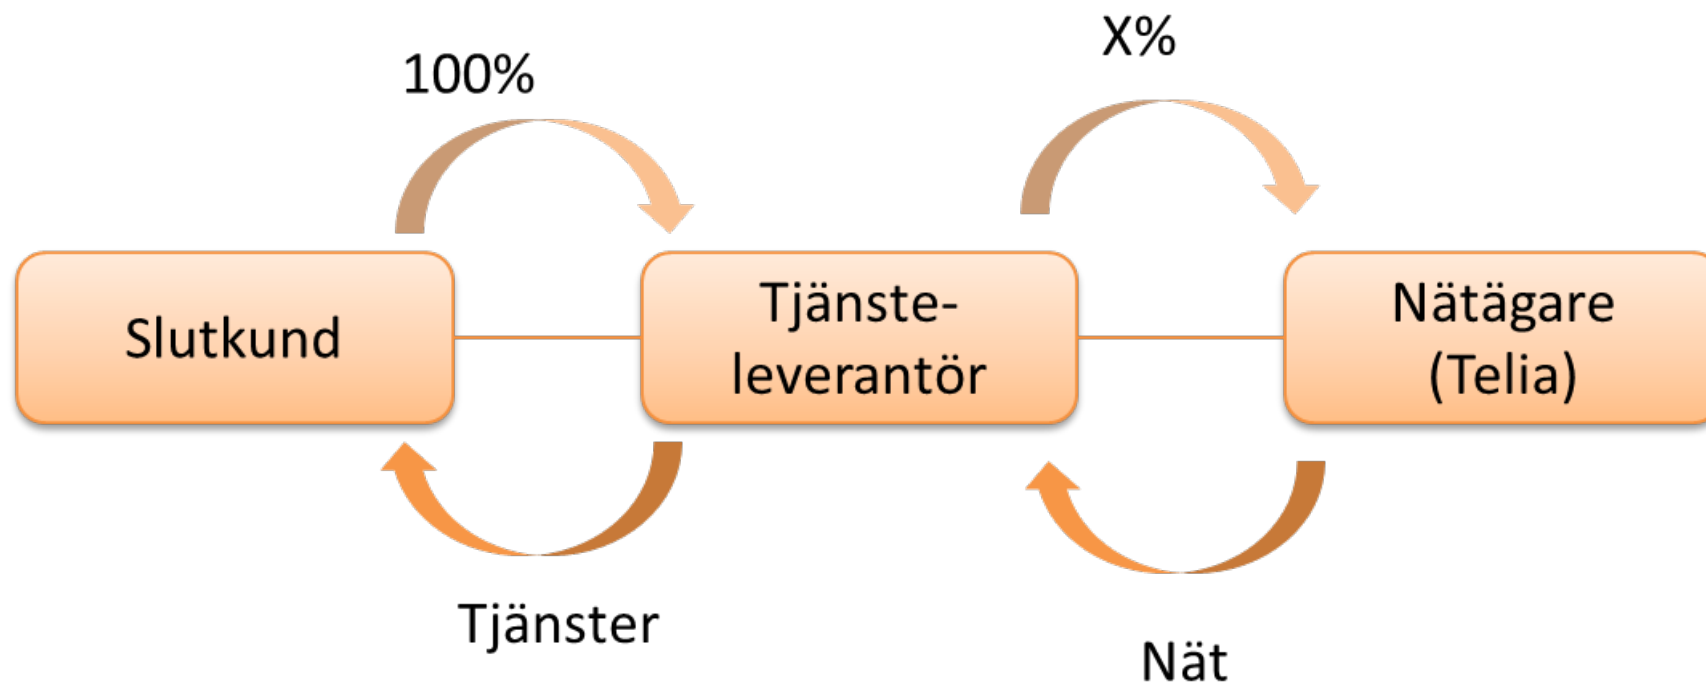 100%
X%
Slutkund
Tjänste-
leverantör
Nätägare
(Telia)
Tjänster
Nät